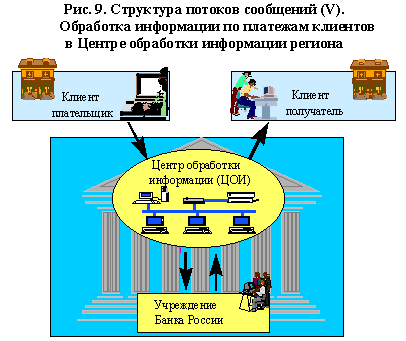 Рис. 9. Структура потоков сообщений (V).
Обработка информации по платежам клиентов
в Центре обработки информации региона
Клиент
плательщик
Клиент
получатель
Центр обработки
информации (ЦОИ)
Учреждение
Банка России